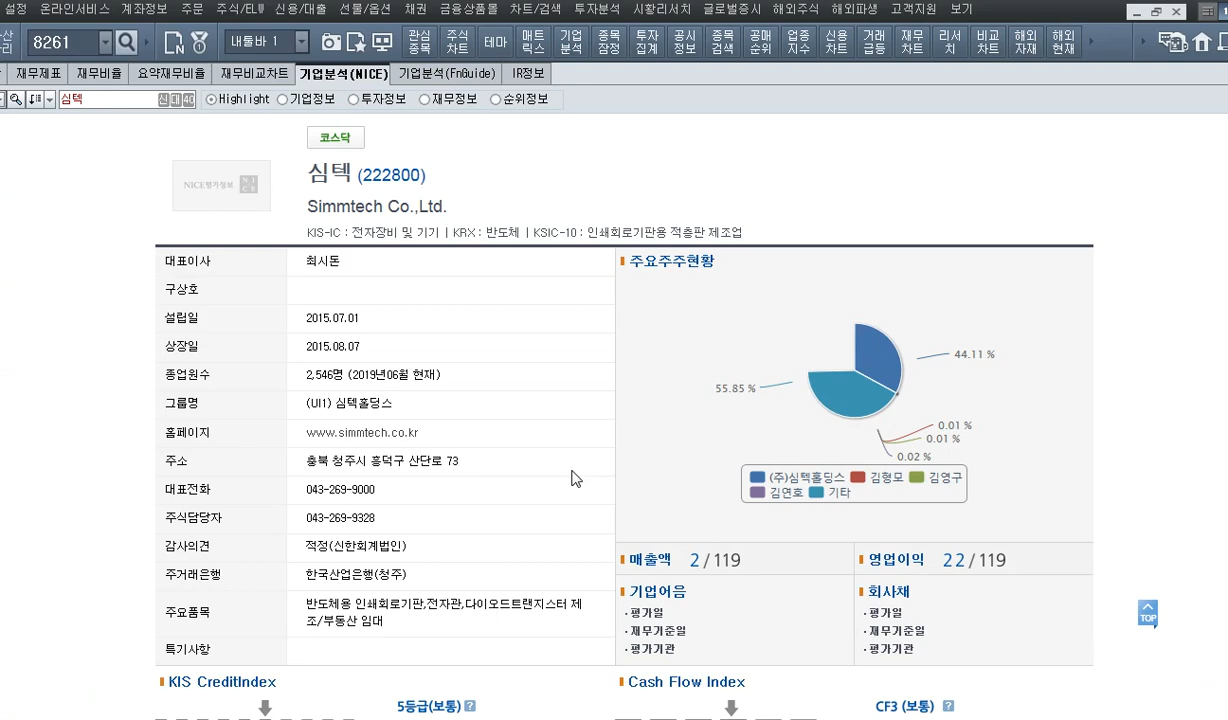 설정 온라인서비스 계좌정보 주문 주식/ELW 신용/대출 선물/옵션 채권 금융상품몰 차트/검색 투자분석 시황리서치 글로벌증시 해외주식 해외파생 고객지원 보기
8261 내툴바 1 관심종목 주식차트 테마 매트릭스 기업분석 종목잠정 투자집계 공시정보 종목검색 공매순위 업종지수 신용차트 거래급등 재무차트 리서치 비교차트 해외자재 해외현재
재무제표 재무비율 요약재무비율 재무비교차트 기업분석(NICE) 기업분석(FnGuide) IR정보
심텍 신 대 40 Highlight 기업정보 투자정보 재무정보 순위정보
코스닥
NICE평가정보 NICE
심텍 (222800)
Simmtech Co.,Ltd.
KIS-IC : 전자장비 및 기기 | KRX : 반도체 | KSIC-10 : 인쇄회로기판용 적층판 제조업
대표이사 최시돈
구상호
설립일 2015.07.01
상장일 2015.08.07
종업원수 2,546명 (2019년06월 현재)
그룹명 (UI1) 심텍홀딩스
홈페이지 www.simmtech.co.kr
주소 충북 청주시 흥덕구 산단로 73
대표전화 043-269-9000
주식담당자 043-269-9328
감사의견 적정(신한회계법인)
주거래은행 한국산업은행(청주)
주요품목 반도체용 인쇄회로기판,전자관,다이오드트랜지스터 제
조/부동산 임대
특기사항
주요주주현황
44.11 %
55.85 %
0.01 %
0.01 %
0.02 %
(주)심텍홀딩스 김형모 김영구
김연호 기타
매출액 2/119 영업이익 22/119
기업어음 회사채
·평가일 ·평가일
·재무기준일 ·재무기준일
·평가기관 ·평가기관
TOP
KIS CreditIndex Cash Flow Index
5등급(보통) ? CF3 (보통) ?